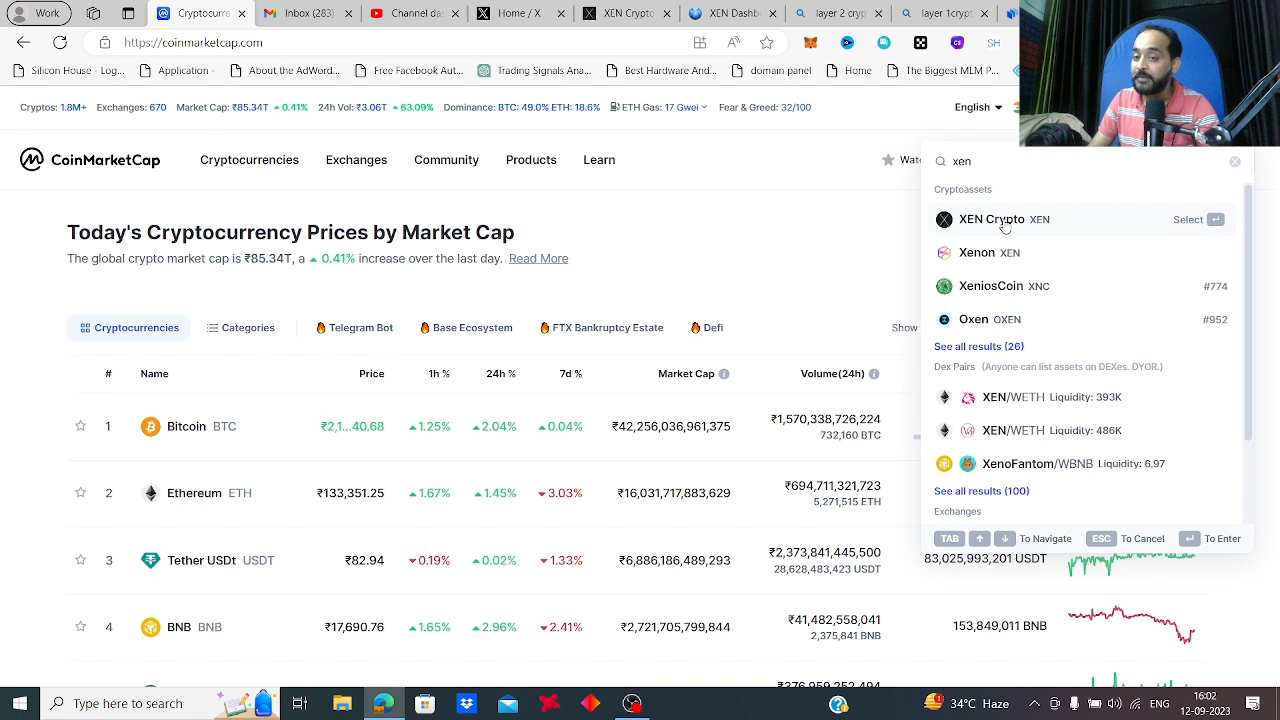 Work
Today's
Inbox (285)
YouTube
Home / X
XEN Crypto
XEN Dashb
layer 2 cryp
layer 1 crypt
https://coinmarketcap.com
SH
Silicon House - Log...
Application -
How the AdWord...
Free Facebook...
Trading Signals Ana...
Best Hardware And...
domain panel
Home
The Biggest MLM P...
Cryptos: 1.8M+ Exchanges: 670 Market Cap: ₹85.34T 0.41% 24h Vol: ₹3.06T 63.09% Dominance: BTC: 49.0% ETH: 18.6% ETH Gas: 17 Gwei Fear & Greed: 32/100
English
CoinMarketCap
Cryptocurrencies
Exchanges
Community
Products
Learn
xen
Cryptoassets
XEN Crypto XEN
Select
Xenon XEN
XeniosCoin XNC
#774
Oxen OXEN
#952
See all results (26)
Dex Pairs (Anyone can list assets on DEXes. DYOR.)
XEN/WETH Liquidity: 393K
XEN/WETH Liquidity: 486K
XenoFantom/WBNB Liquidity: 6.97
See all results (100)
Exchanges
TAB To Navigate ESC To Cancel To Enter
Today's Cryptocurrency Prices by Market Cap
The global crypto market cap is ₹85.34T, a 0.41% increase over the last day. Read More
Cryptocurrencies
Categories
Telegram Bot
Base Ecosystem
FTX Bankruptcy Estate
Defi
Show
# Name Price 1h % 24h % 7d % Market Cap Volume(24h)
1 Bitcoin BTC ₹2,1...40.68 1.25% 2.04% 0.04% ₹42,256,036,961,375 ₹1,570,338,726,224
732,160 BTC
2 Ethereum ETH ₹133,351.25 1.67% 1.45% 3.03% ₹16,031,717,883,629 ₹694,711,321,723
5,271,515 ETH
3 Tether USDt USDT ₹82.94 0.19% 0.02% 1.33% ₹6,886,186,489,293 ₹2,373,841,445,500 83,025,993,201 USDT
28,628,483,423 USDT
4 BNB BNB ₹17,690.76 1.65% 2.96% 2.41% ₹2,721,705,799,844 ₹41,482,558,041 153,849,011 BNB
2,375,841 BNB
Type here to search
34°C Haze
16:02